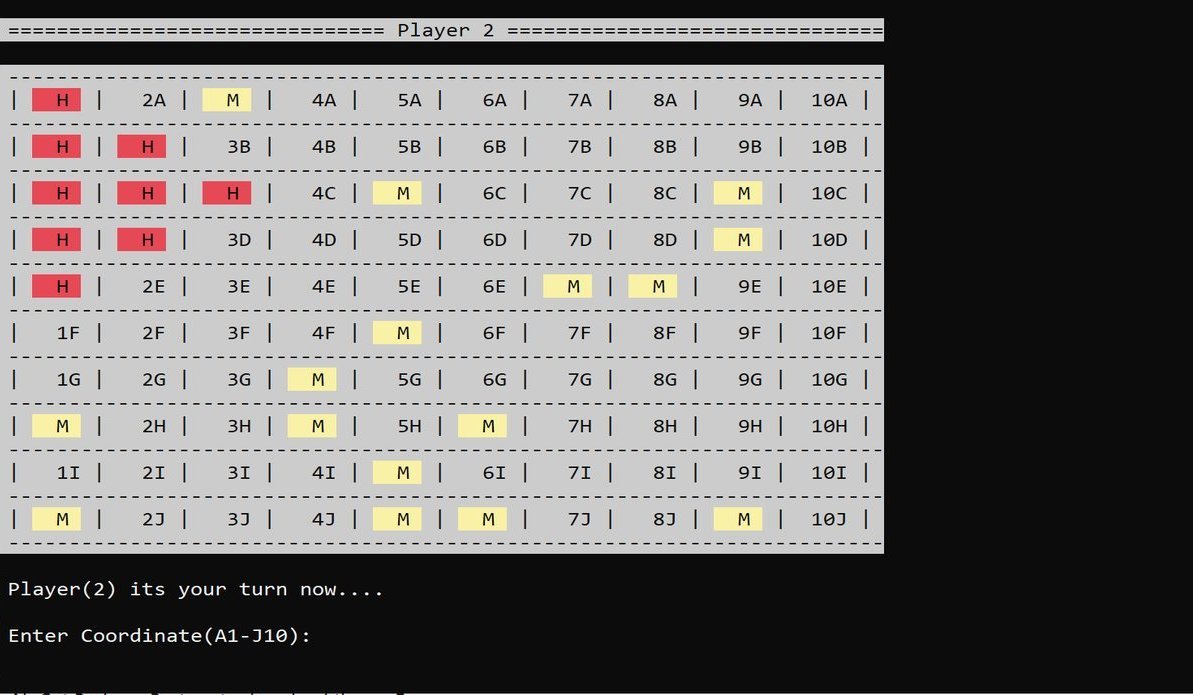 =============================== Player 2 ===============================
------------------------------------------------------------------------
| H | 2A | M | 4A | 5A | 6A | 7A | 8A | 9A | 10A |
------------------------------------------------------------------------
| H | H | 3B | 4B | 5B | 6B | 7B | 8B | 9B | 10B |
------------------------------------------------------------------------
| H | H | H | 4C | M | 6C | 7C | 8C | M | 10C |
------------------------------------------------------------------------
| H | H | 3D | 4D | 5D | 6D | 7D | 8D | M | 10D |
------------------------------------------------------------------------
| H | 2E | 3E | 4E | 5E | 6E | M | M | 9E | 10E |
------------------------------------------------------------------------
| 1F | 2F | 3F | 4F | M | 6F | 7F | 8F | 9F | 10F |
------------------------------------------------------------------------
| 1G | 2G | 3G | M | 5G | 6G | 7G | 8G | 9G | 10G |
------------------------------------------------------------------------
| M | 2H | 3H | M | 5H | M | 7H | 8H | 9H | 10H |
------------------------------------------------------------------------
| 1I | 2I | 3I | 4I | M | 6I | 7I | 8I | 9I | 10I |
------------------------------------------------------------------------
| M | 2J | 3J | 4J | M | M | 7J | 8J | M | 10J |
------------------------------------------------------------------------
Player(2) its your turn now....
Enter Coordinate(A1-J10):